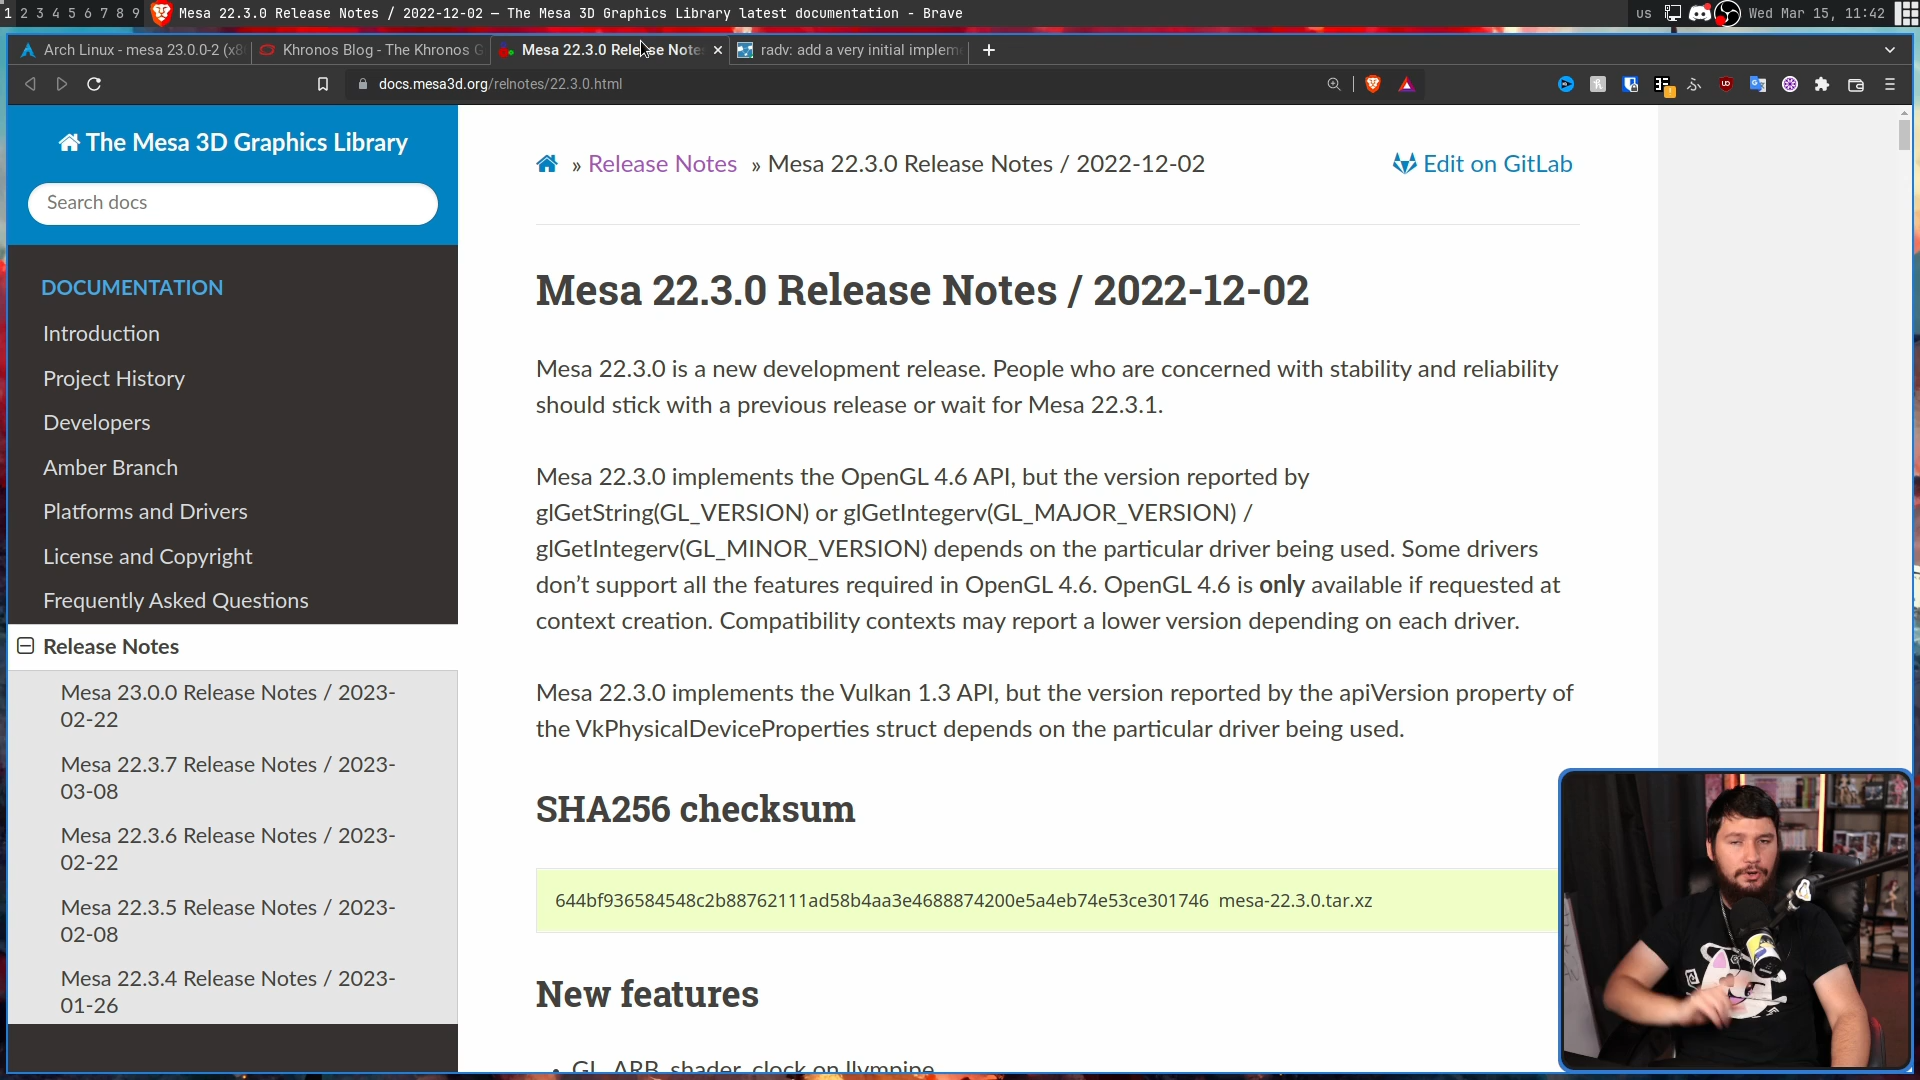 1 2 3 4 5 6 7 8 9 Mesa 22.3.0 Release Notes / 2022-12-02 — The Mesa 3D Graphics Library latest documentation - Brave
us Wed Mar 15, 11:42
Arch Linux - mesa 23.0.0-2 (x8
Khronos Blog - The Khronos G
Mesa 22.3.0 Release Notes
radv: add a very initial implem
docs.mesa3d.org/relnotes/22.3.0.html
The Mesa 3D Graphics Library
Search docs
DOCUMENTATION
Introduction
Project History
Developers
Amber Branch
Platforms and Drivers
License and Copyright
Frequently Asked Questions
Release Notes
Mesa 23.0.0 Release Notes / 2023-
02-22
Mesa 22.3.7 Release Notes / 2023-
03-08
Mesa 22.3.6 Release Notes / 2023-
02-22
Mesa 22.3.5 Release Notes / 2023-
02-08
Mesa 22.3.4 Release Notes / 2023-
01-26
» Release Notes » Mesa 22.3.0 Release Notes / 2022-12-02
Edit on GitLab
Mesa 22.3.0 Release Notes / 2022-12-02
Mesa 22.3.0 is a new development release. People who are concerned with stability and reliability
should stick with a previous release or wait for Mesa 22.3.1.
Mesa 22.3.0 implements the OpenGL 4.6 API, but the version reported by
glGetString(GL_VERSION) or glGetIntegerv(GL_MAJOR_VERSION) /
glGetIntegerv(GL_MINOR_VERSION) depends on the particular driver being used. Some drivers
don’t support all the features required in OpenGL 4.6. OpenGL 4.6 is only available if requested at
context creation. Compatibility contexts may report a lower version depending on each driver.
Mesa 22.3.0 implements the Vulkan 1.3 API, but the version reported by the apiVersion property of
the VkPhysicalDeviceProperties struct depends on the particular driver being used.
SHA256 checksum
644bf936584548c2b88762111ad58b4aa3e4688874200e5a4eb74e53ce301746 mesa-22.3.0.tar.xz
New features
• GL_ARB_shader_clock on llvmpipe